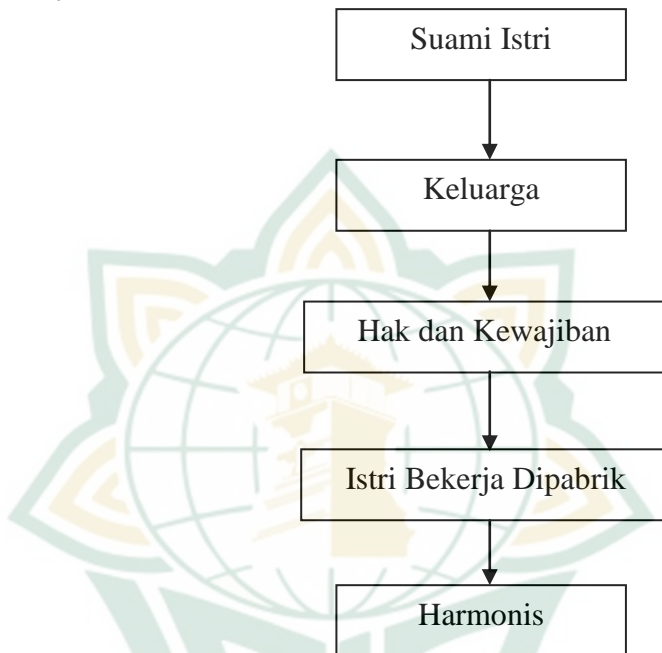 Suami Istri
Keluarga
Hak dan Kewajiban
Istri Bekerja Dipabrik
Harmonis